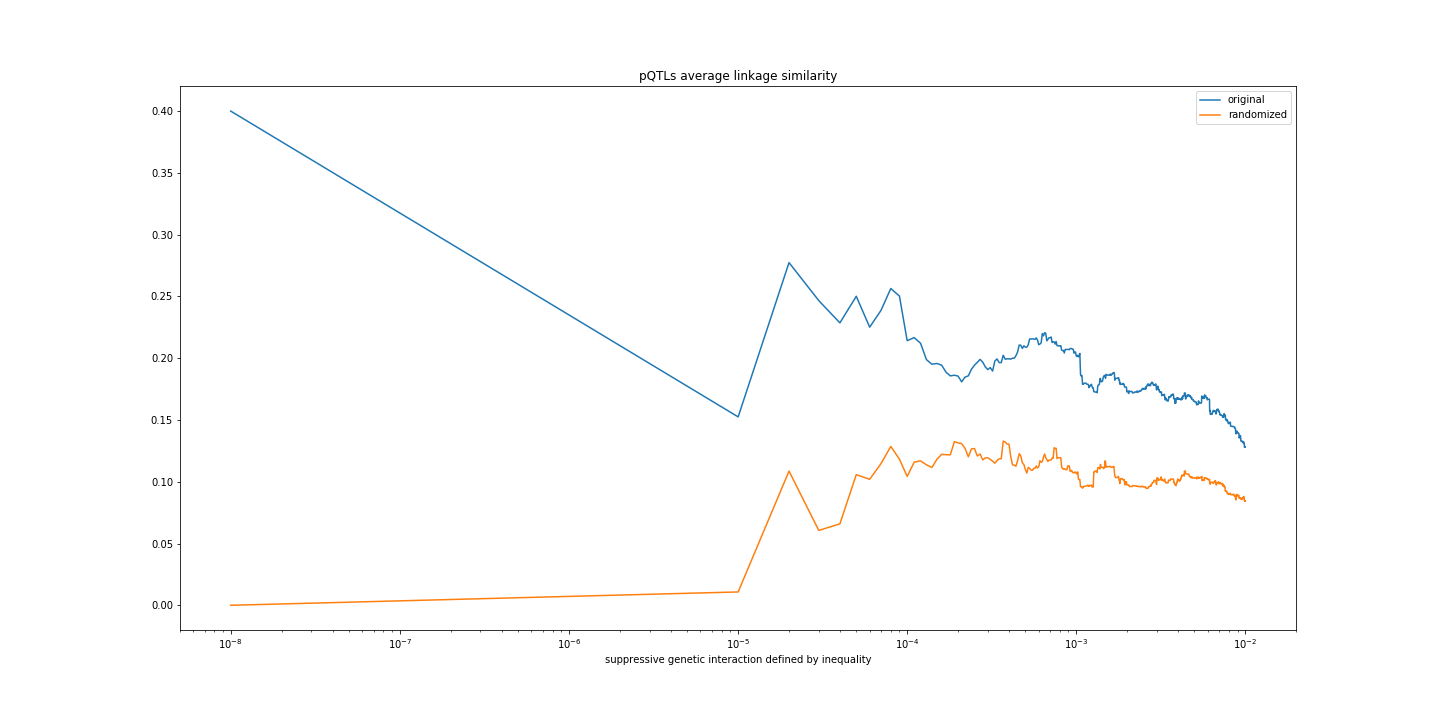 pQTLs average linkage similarity
original
randomized
0.40
0.35
0.30
0.25
0.20
0.15
0.10
0.05
0.00
10⁻⁸ 10⁻⁷ 10⁻⁶ 10⁻⁵ 10⁻⁴ 10⁻³ 10⁻²
suppressive genetic interaction defined by inequality